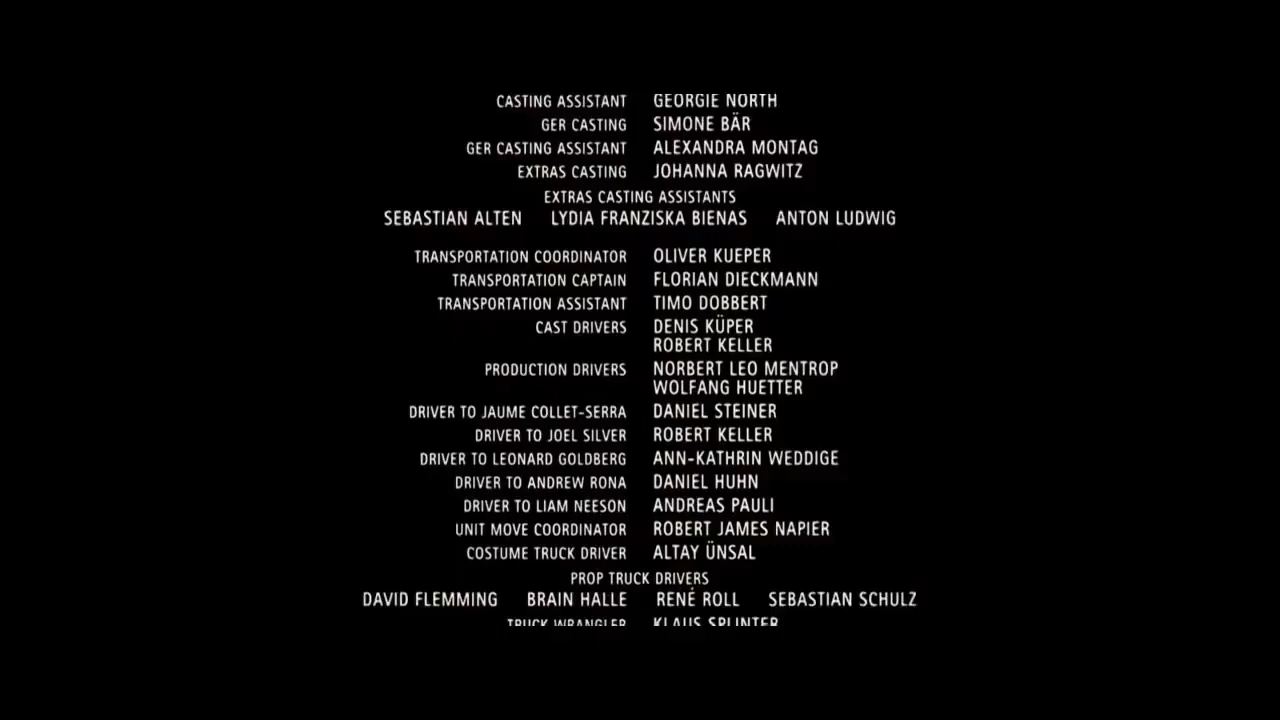 CASTING ASSISTANT GEORGIE NORTH
GER CASTING SIMONE BÄR
GER CASTING ASSISTANT ALEXANDRA MONTAG
EXTRAS CASTING JOHANNA RAGWITZ
EXTRAS CASTING ASSISTANTS
SEBASTIAN ALTEN LYDIA FRANZISKA BIENAS ANTON LUDWIG
TRANSPORTATION COORDINATOR OLIVER KUEPER
TRANSPORTATION CAPTAIN FLORIAN DIECKMANN
TRANSPORTATION ASSISTANT TIMO DOBBERT
CAST DRIVERS DENIS KÜPER
ROBERT KELLER
PRODUCTION DRIVERS NORBERT LEO MENTROP
WOLFGANG HUETTER
DRIVER TO JAUME COLLET-SERRA DANIEL STEINER
DRIVER TO JOEL SILVER ROBERT KELLER
DRIVER TO LEONARD GOLDBERG ANN-KATHRIN WEDDIGE
DRIVER TO ANDREW RONA DANIEL HUHN
DRIVER TO LIAM NEESON ANDREAS PAULI
UNIT MOVE COORDINATOR ROBERT JAMES NAPIER
COSTUME TRUCK DRIVER ALTAY ÜNSAL
PROP TRUCK DRIVERS
DAVID FLEMMING BRAIN HALLE RENÉ ROLL SEBASTIAN SCHULZ
TRUCK WRANGLER KLAUS SPLINTER